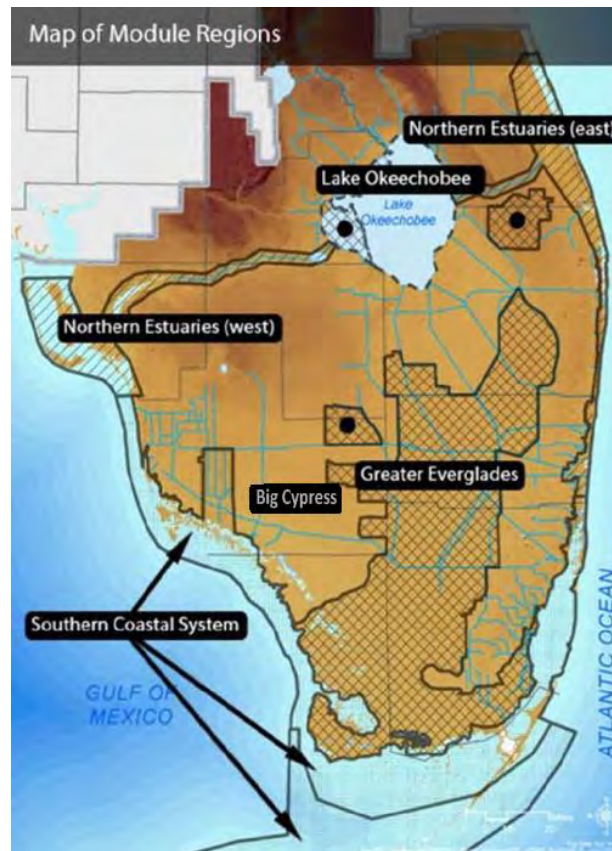 Map of Module Regions
Northern Estuaries (east)
Lake Okeechobee
Lake
Okeechobee
Northern Estuaries (west)
Greater Everglades
Big Cypress
Southern Coastal System
GULF OF
MEXICO
ATLANTIC OCEAN